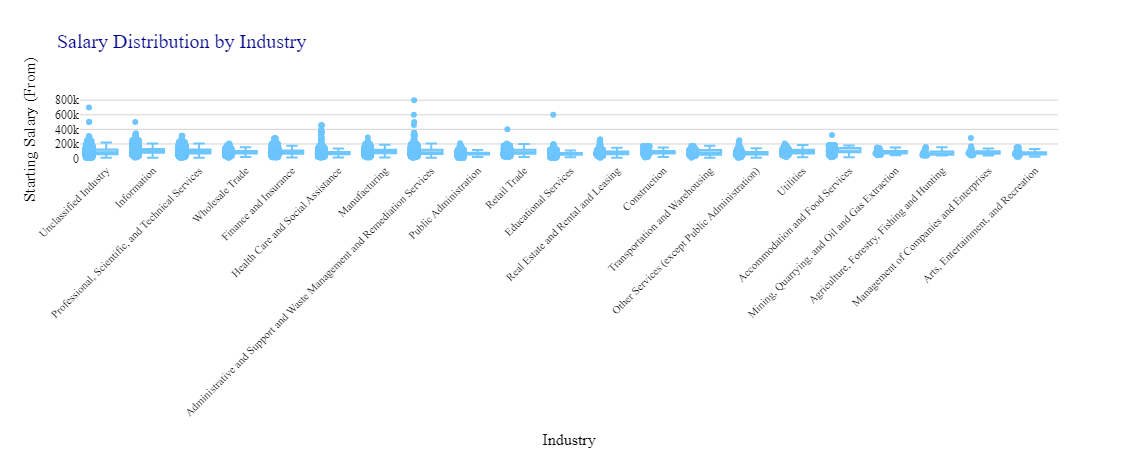 Salary Distribution by Industry
Starting Salary (From)
800k
600k
400k
200k
0
Unclassified Industry
Information
Professional, Scientific, and Technical Services
Wholesale Trade
Finance and Insurance
Health Care and Social Assistance
Manufacturing
Administrative and Support and Waste Management and Remediation Services
Public Administration
Retail Trade
Educational Services
Real Estate and Rental and Leasing
Construction
Transportation and Warehousing
Other Services (except Public Administration)
Utilities
Accommodation and Food Services
Mining, Quarrying, and Oil and Gas Extraction
Agriculture, Forestry, Fishing and Hunting
Management of Companies and Enterprises
Arts, Entertainment, and Recreation
Industry